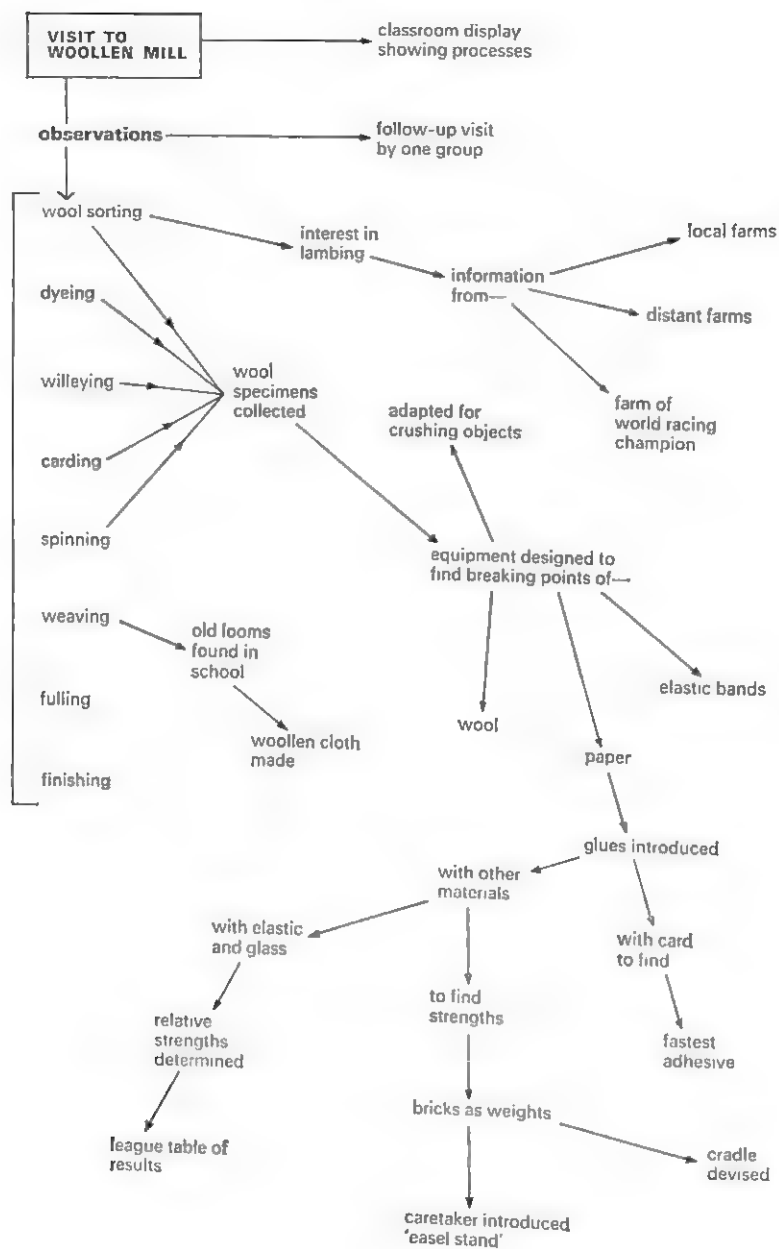 VISIT TO
WOOLLEN MILL
classroom display
showing processes
observations
follow-up visit
by one group
wool sorting
interest in
lambing
information
from—
local farms
distant farms
farm of
world racing
champion
dyeing
willeying
carding
spinning
wool
specimens
collected
adapted for
crushing objects
equipment designed to
find breaking points of—
weaving
old looms
found in
school
woollen cloth
made
fulling
finishing
wool
elastic bands
paper
glues introduced
with other
materials
with card
to find
fastest
adhesive
with elastic
and glass
relative
strengths
determined
league table of
results
to find
strengths
bricks as weights
cradle
devised
caretaker introduced
'easel stand'